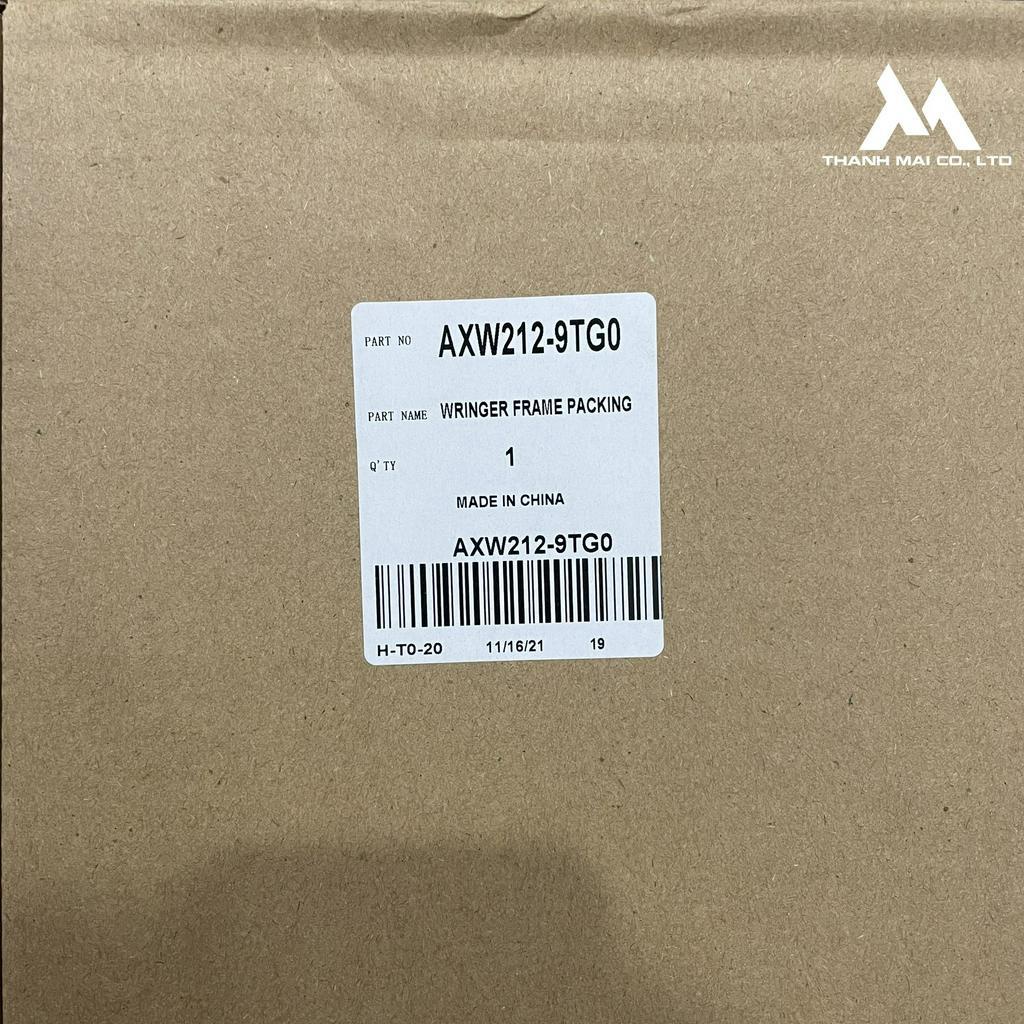 THANH MAI CO., LTD
PART NO AXW212-9TG0
PART NAME WRINGER FRAME PACKING
Q'TY 1
MADE IN CHINA
AXW212-9TG0
H-T0-20 11/16/21 19